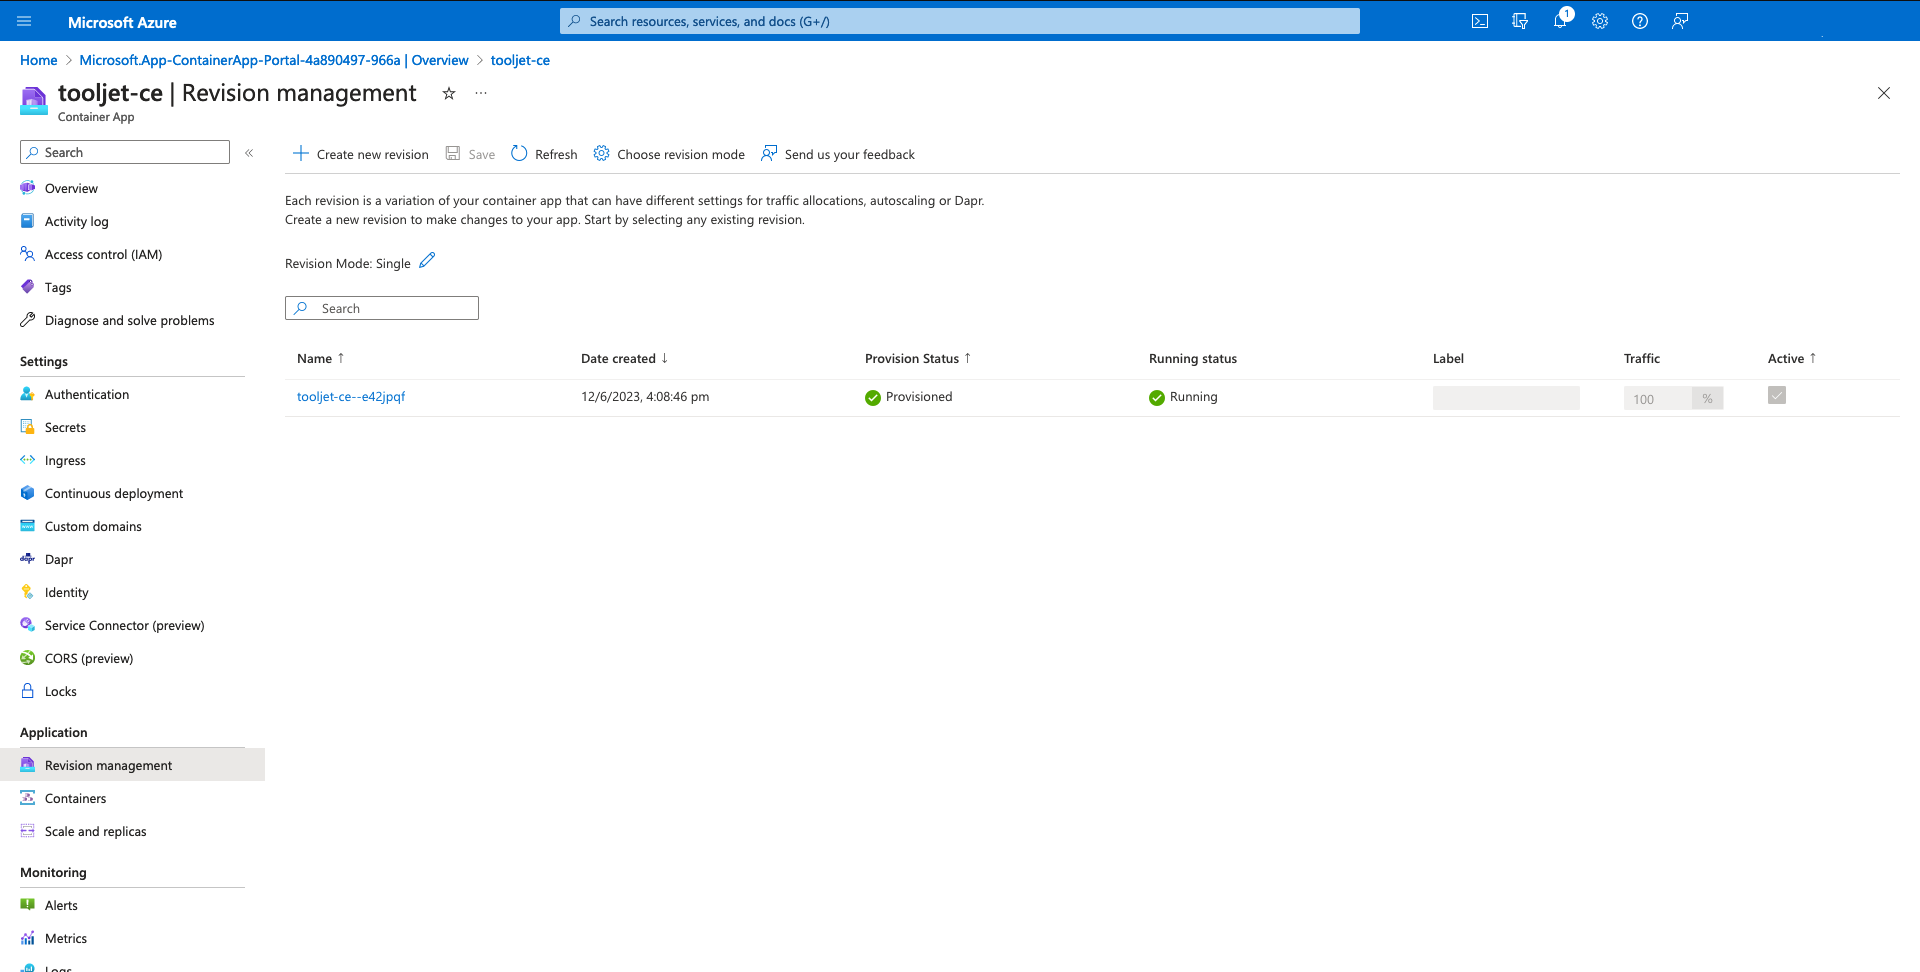 Microsoft Azure
Search resources, services, and docs (G+/)
1
Home > Microsoft.App-ContainerApp-Portal-4a890497-966a | Overview > tooljet-ce
tooljet-ce | Revision management
Container App
Search
Overview
Activity log
Access control (IAM)
Tags
Diagnose and solve problems
Settings
Authentication
Secrets
Ingress
Continuous deployment
Custom domains
Dapr
Identity
Service Connector (preview)
CORS (preview)
Locks
Application
Revision management
Containers
Scale and replicas
Monitoring
Alerts
Metrics
Logs
Create new revision Save Refresh Choose revision mode Send us your feedback
Each revision is a variation of your container app that can have different settings for traffic allocations, autoscaling or Dapr.
Create a new revision to make changes to your app. Start by selecting any existing revision.
Revision Mode: Single
Search
Name ↑ Date created ↓ Provision Status ↑ Running status Label Traffic Active ↑
tooljet-ce--e42jpqf 12/6/2023, 4:08:46 pm Provisioned Running 100 %